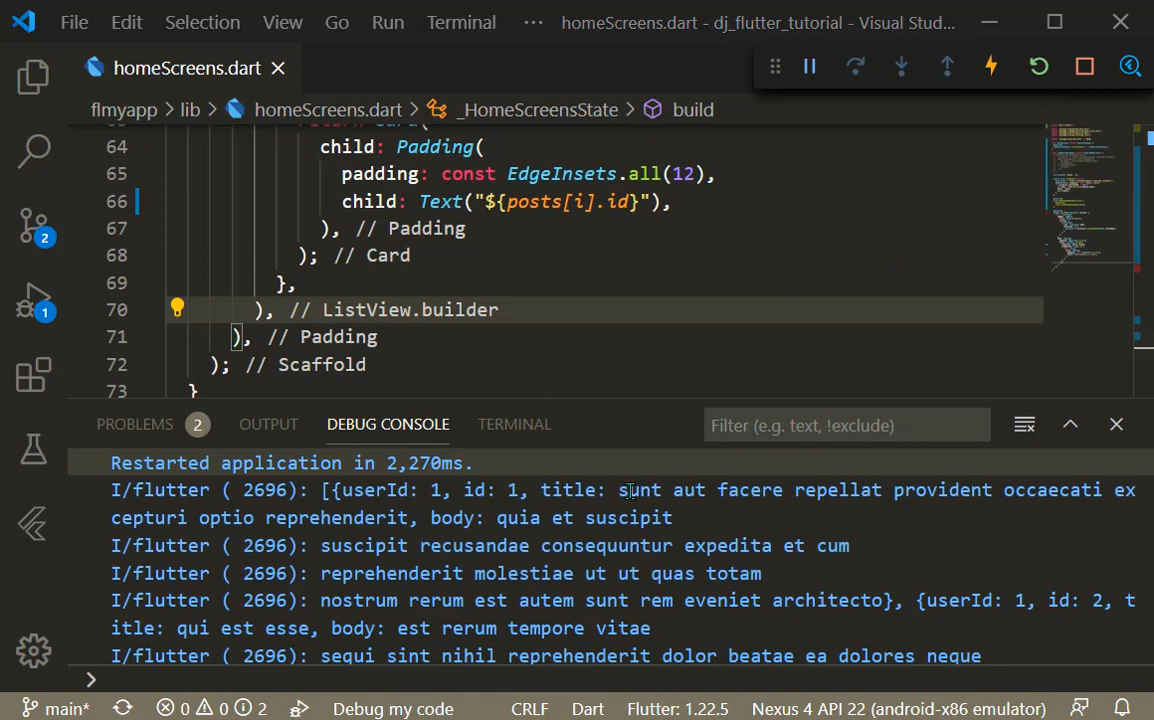 File Edit Selection View Go Run Terminal ··· homeScreens.dart - dj_flutter_tutorial - Visual Stud...
homeScreens.dart
flmyapp > lib > homeScreens.dart > _HomeScreensState > build
64 child: Padding(
65 padding: const EdgeInsets.all(12),
66 child: Text("${posts[i].id}"),
67 ), // Padding
68 ); // Card
69 },
70 ), // ListView.builder
71 ), // Padding
72 ); // Scaffold
73 }
2
1
PROBLEMS 2 OUTPUT DEBUG CONSOLE TERMINAL Filter (e.g. text, !exclude)
Restarted application in 2,270ms.
I/flutter ( 2696): [{userId: 1, id: 1, title: sunt aut facere repellat provident occaecati ex
cepturi optio reprehenderit, body: quia et suscipit
I/flutter ( 2696): suscipit recusandae consequuntur expedita et cum
I/flutter ( 2696): reprehenderit molestiae ut ut quas totam
I/flutter ( 2696): nostrum rerum est autem sunt rem eveniet architecto}, {userId: 1, id: 2, t
itle: qui est esse, body: est rerum tempore vitae
I/flutter ( 2696): sequi sint nihil reprehenderit dolor beatae ea dolores neque
>
main* 0 0 2 Debug my code CRLF Dart Flutter: 1.22.5 Nexus 4 API 22 (android-x86 emulator)